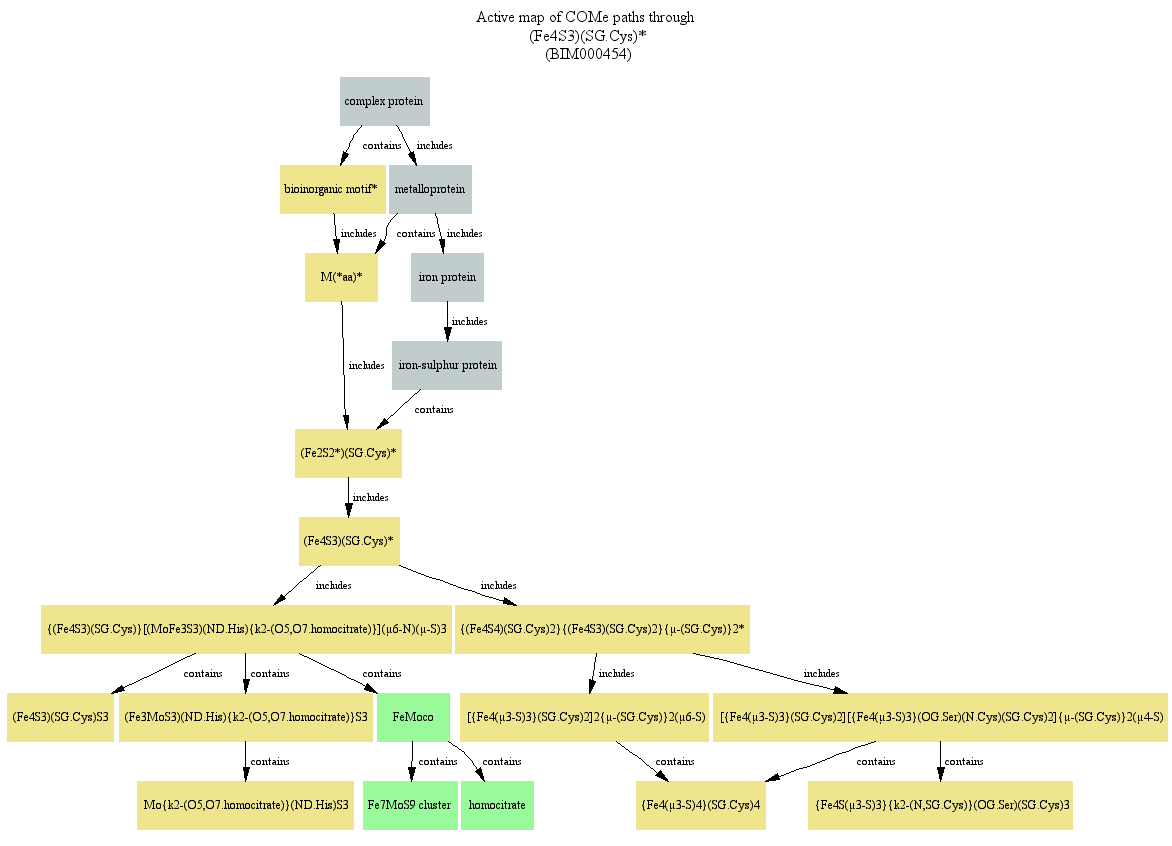 Active map of COMe paths through
(Fe4S3)(SG.Cys)*
(BIM000454)
complex protein
contains
includes
bioinorganic motif*
metalloprotein
includes
contains
includes
M(*aa)*
iron protein
includes
includes
iron-sulphur protein
contains
(Fe2S2*)(SG.Cys)*
includes
(Fe4S3)(SG.Cys)*
includes
includes
{(Fe4S3)(SG.Cys)}[(MoFe3S3)(ND.His){k2-(O5,O7.homocitrate)}](μ6-N)(μ-S)3
{(Fe4S4)(SG.Cys)2}{(Fe4S3)(SG.Cys)2}{μ-(SG.Cys)}2*
contains
contains
contains
includes
includes
(Fe4S3)(SG.Cys)S3
(Fe3MoS3)(ND.His){k2-(O5,O7.homocitrate)}S3
FeMoco
[{Fe4(μ3-S)3}(SG.Cys)2]2{μ-(SG.Cys)}2(μ6-S)
[{Fe4(μ3-S)3}(SG.Cys)2][{Fe4(μ3-S)3}(OG.Ser)(N.Cys)(SG.Cys)2]{μ-(SG.Cys)}2(μ4-S)
contains
contains
contains
contains
contains
contains
Mo{k2-(O5,O7.homocitrate)}(ND.His)S3
Fe7MoS9 cluster
homocitrate
{Fe4(μ3-S)4}(SG.Cys)4
{Fe4S(μ3-S)3}{k2-(N,SG.Cys)}(OG.Ser)(SG.Cys)3